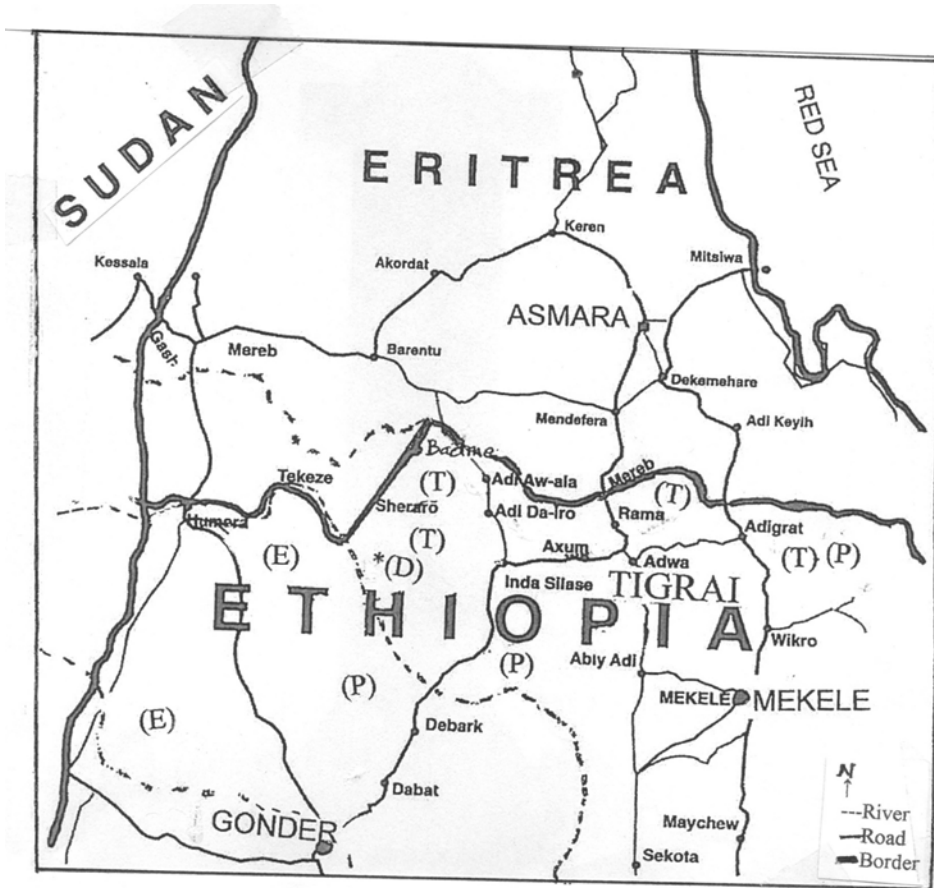 SUDAN
RED SEA
ERITREA
Keren
Kessala
Akordat
Mitsiwa
ASMARA
Gash
Mereb
Barentu
Dekemehare
Mendefera
Adi Keyih
Badme
Tekeze
(T)
Adi Aw-ala
Mereb
(T)
Sheraro
Adi Da-iro
Rama
Humera
(T)
Adigrat
(E)
Axum
(T) (P)
*(D)
Adwa
Inda Silase
TIGRAI
ETHIOPIA
Wikro
(P)
Abiy Adi
(P)
MEKELE
MEKELE
(E)
Debark
Dabat
N
GONDER
Maychew
River
Road
Sekota
Border